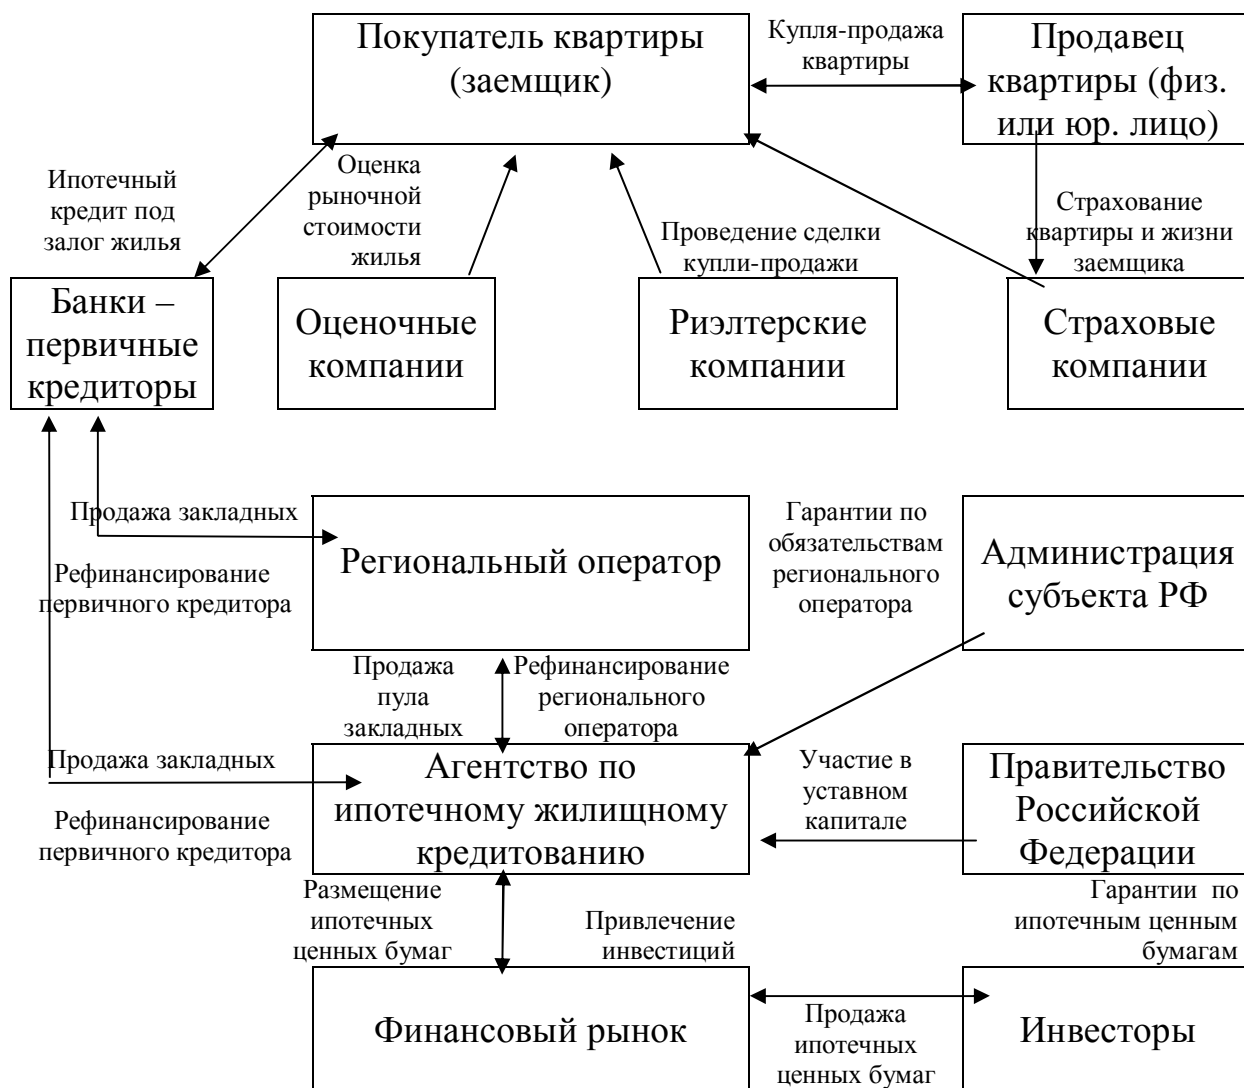 Покупатель квартиры
(заемщик)
Купля-продажа
квартиры
Продавец
квартиры (физ.
или юр. лицо)
Ипотечный
кредит под
залог жилья
Оценка
рыночной
стоимости
жилья
Проведение сделки
купли-продажи
Страхование
квартиры и жизни
заемщика
Банки –
первичные
кредиторы
Оценочные
компании
Риэлтерские
компании
Страховые
компании
Продажа закладных
Рефинансирование
первичного кредитора
Региональный оператор
Гарантии по
обязательствам
регионального
оператора
Администрация
субъекта РФ
Продажа
пула
закладных
Рефинансирование
регионального
оператора
Продажа закладных
Рефинансирование
первичного кредитора
Агентство по
ипотечному жилищному
кредитованию
Участие в
уставном
капитале
Правительство
Российской
Федерации
Размещение
ипотечных
ценных бумаг
Привлечение
инвестиций
Гарантии по
ипотечным ценным
бумагам
Финансовый рынок
Продажа
ипотечных
ценных бумаг
Инвесторы